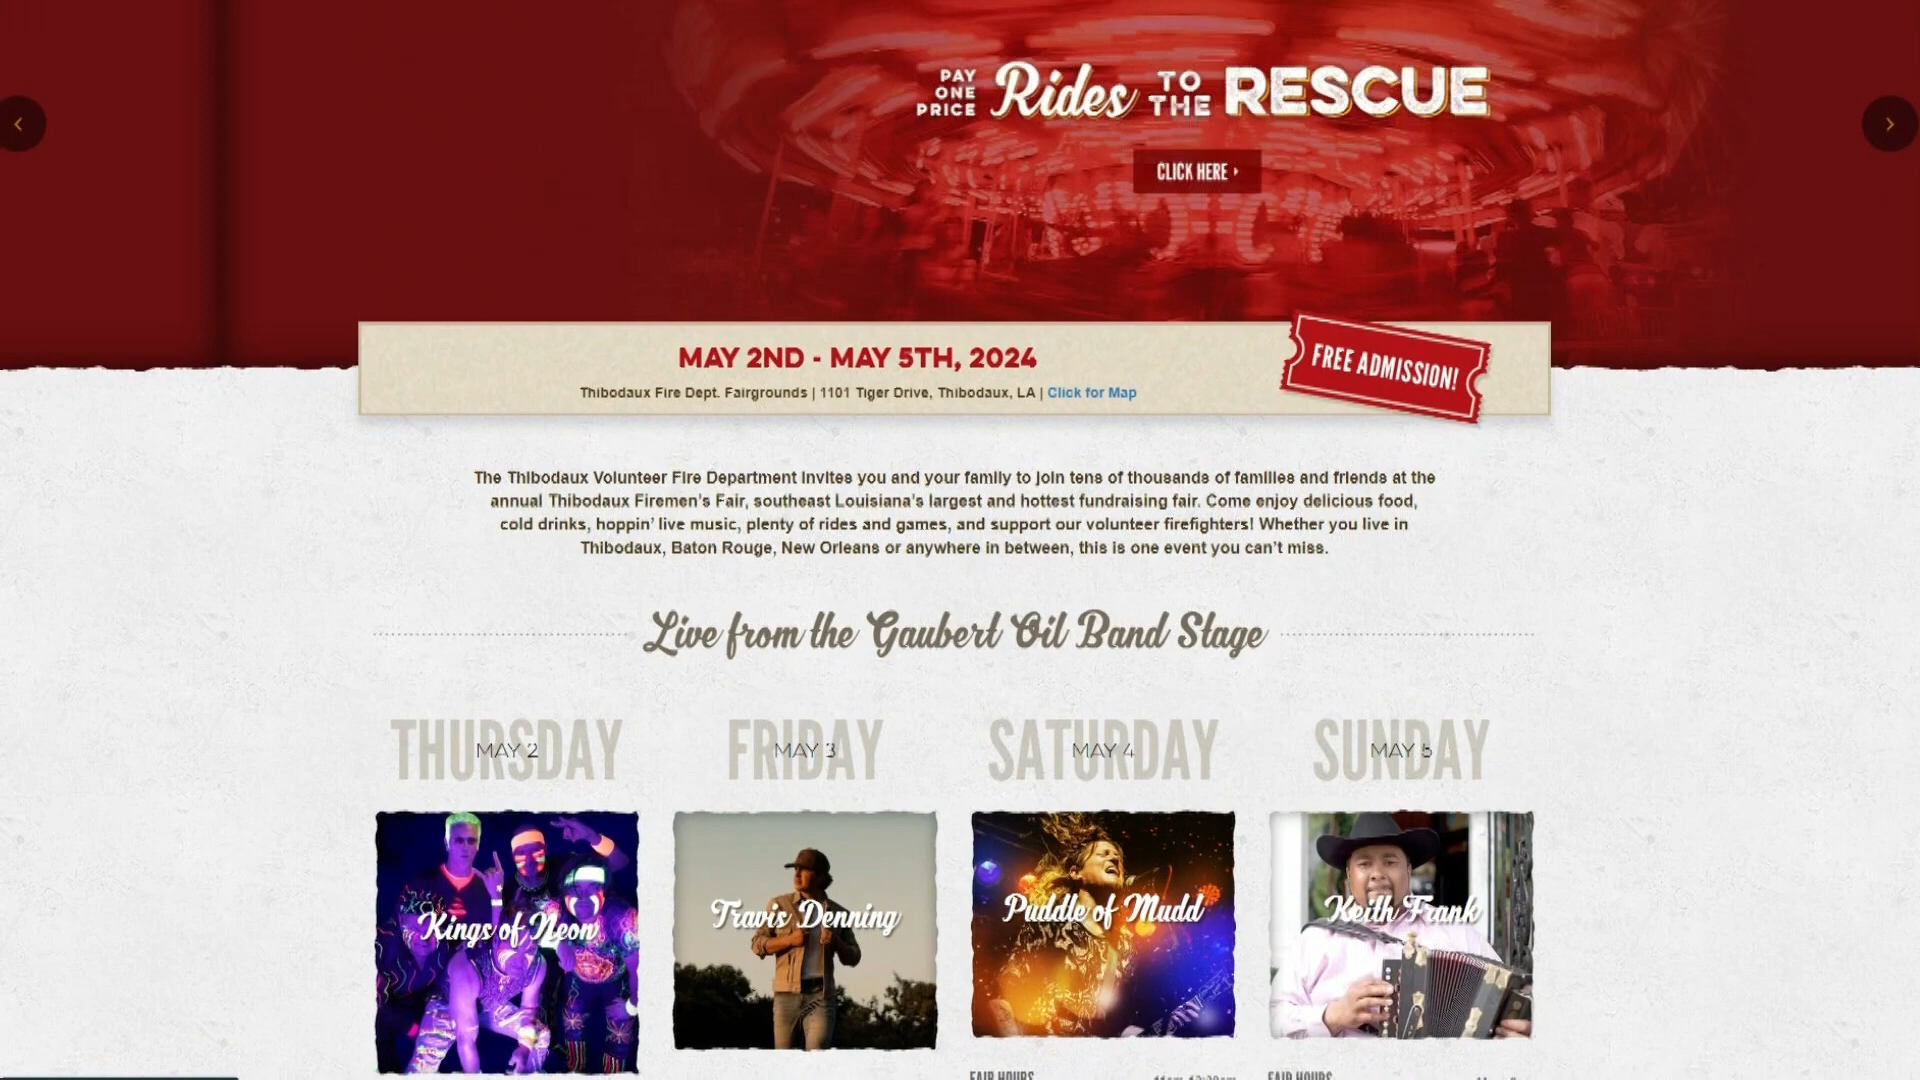 PAY ONE PRICE Rides TO THE RESCUE
CLICK HERE
MAY 2ND - MAY 5TH, 2024
FREE ADMISSION!
Thibodaux Fire Dept. Fairgrounds | 1101 Tiger Drive, Thibodaux, LA | Click for Map
The Thibodaux Volunteer Fire Department invites you and your family to join tens of thousands of families and friends at the
annual Thibodaux Firemen's Fair, southeast Louisiana's largest and hottest fundraising fair. Come enjoy delicious food,
cold drinks, hoppin' live music, plenty of rides and games, and support our volunteer firefighters! Whether you live in
Thibodaux, Baton Rouge, New Orleans or anywhere in between, this is one event you can't miss.
Live from the Gaubert Oil Band Stage
THURSDAY
MAY 2
FRIDAY
MAY 3
SATURDAY
MAY 4
SUNDAY
MAY 5
Kings of Neon
Travis Denning
Puddle of Mudd
Keith Frank
FAIR HOURS
FAIR HOURS